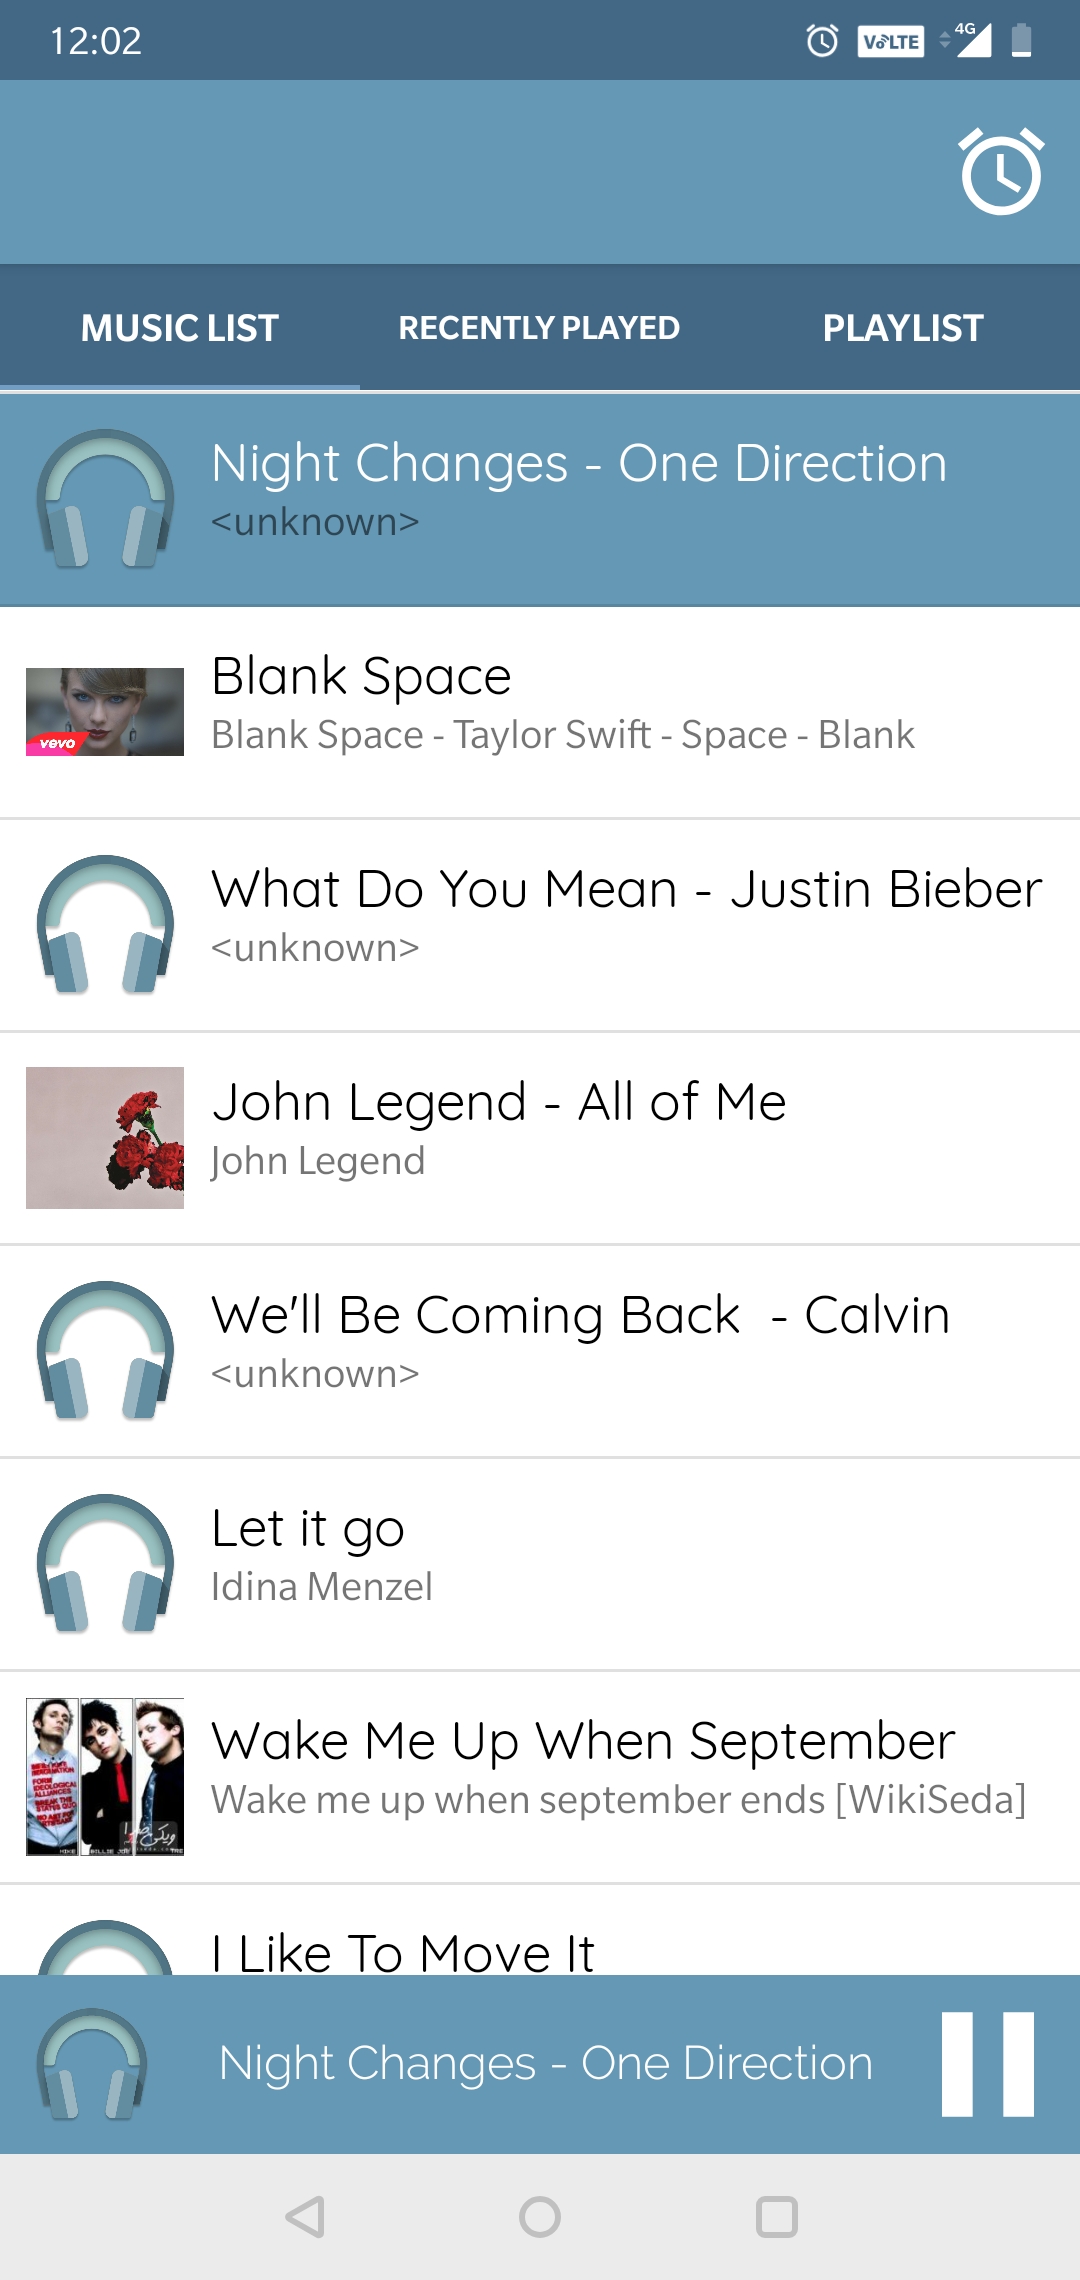 12:02
VoLTE
4G
MUSIC LIST
RECENTLY PLAYED
PLAYLIST
Night Changes - One Direction
<unknown>
Blank Space
Blank Space - Taylor Swift - Space - Blank
vevo
What Do You Mean - Justin Bieber
<unknown>
John Legend - All of Me
John Legend
We'll Be Coming Back  - Calvin
<unknown>
Let it go
Idina Menzel
Wake Me Up When September
Wake me up when september ends [WikiSeda]
I Like To Move It
Night Changes - One Direction